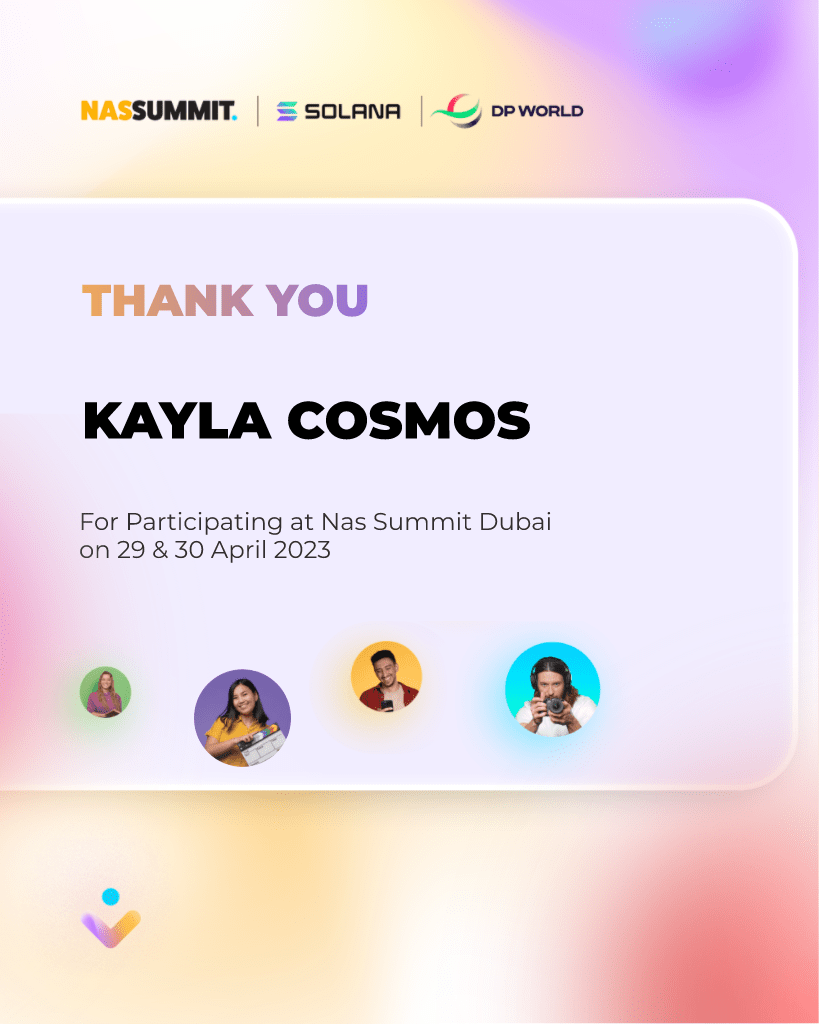 NASSUMMIT. | SOLANA | DP WORLD
THANK YOU
KAYLA COSMOS
For Participating at Nas Summit Dubai
on 29 & 30 April 2023